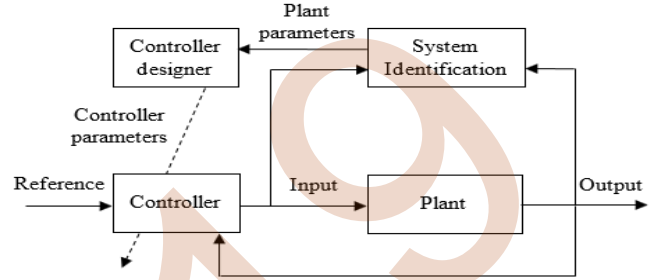 Plant
parameters
Controller
designer
System
Identification
Controller
parameters
Reference
Controller
Input
Plant
Output